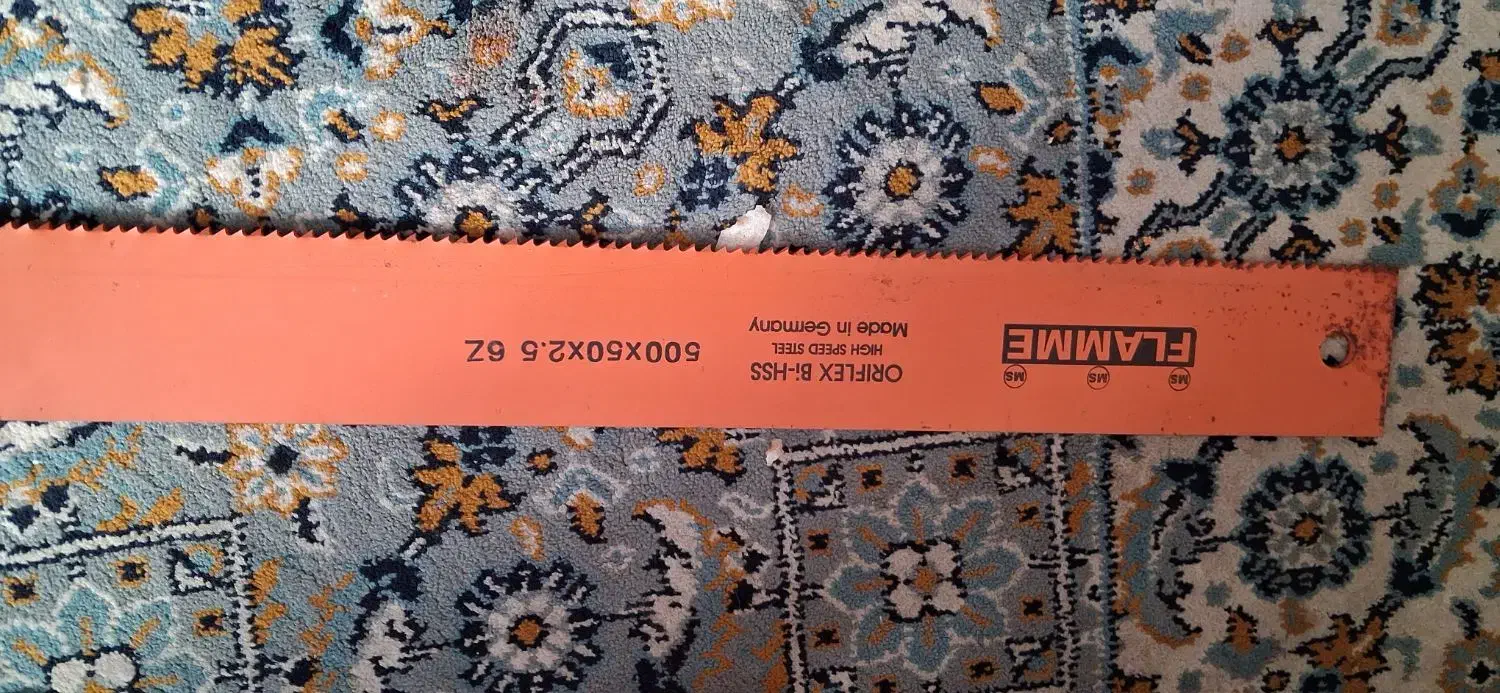 MS MS MS
FLAMME
ORIFLEX Bi-HSS
HIGH SPEED STEEL
Made in Germany
500x50x2.5 6Z